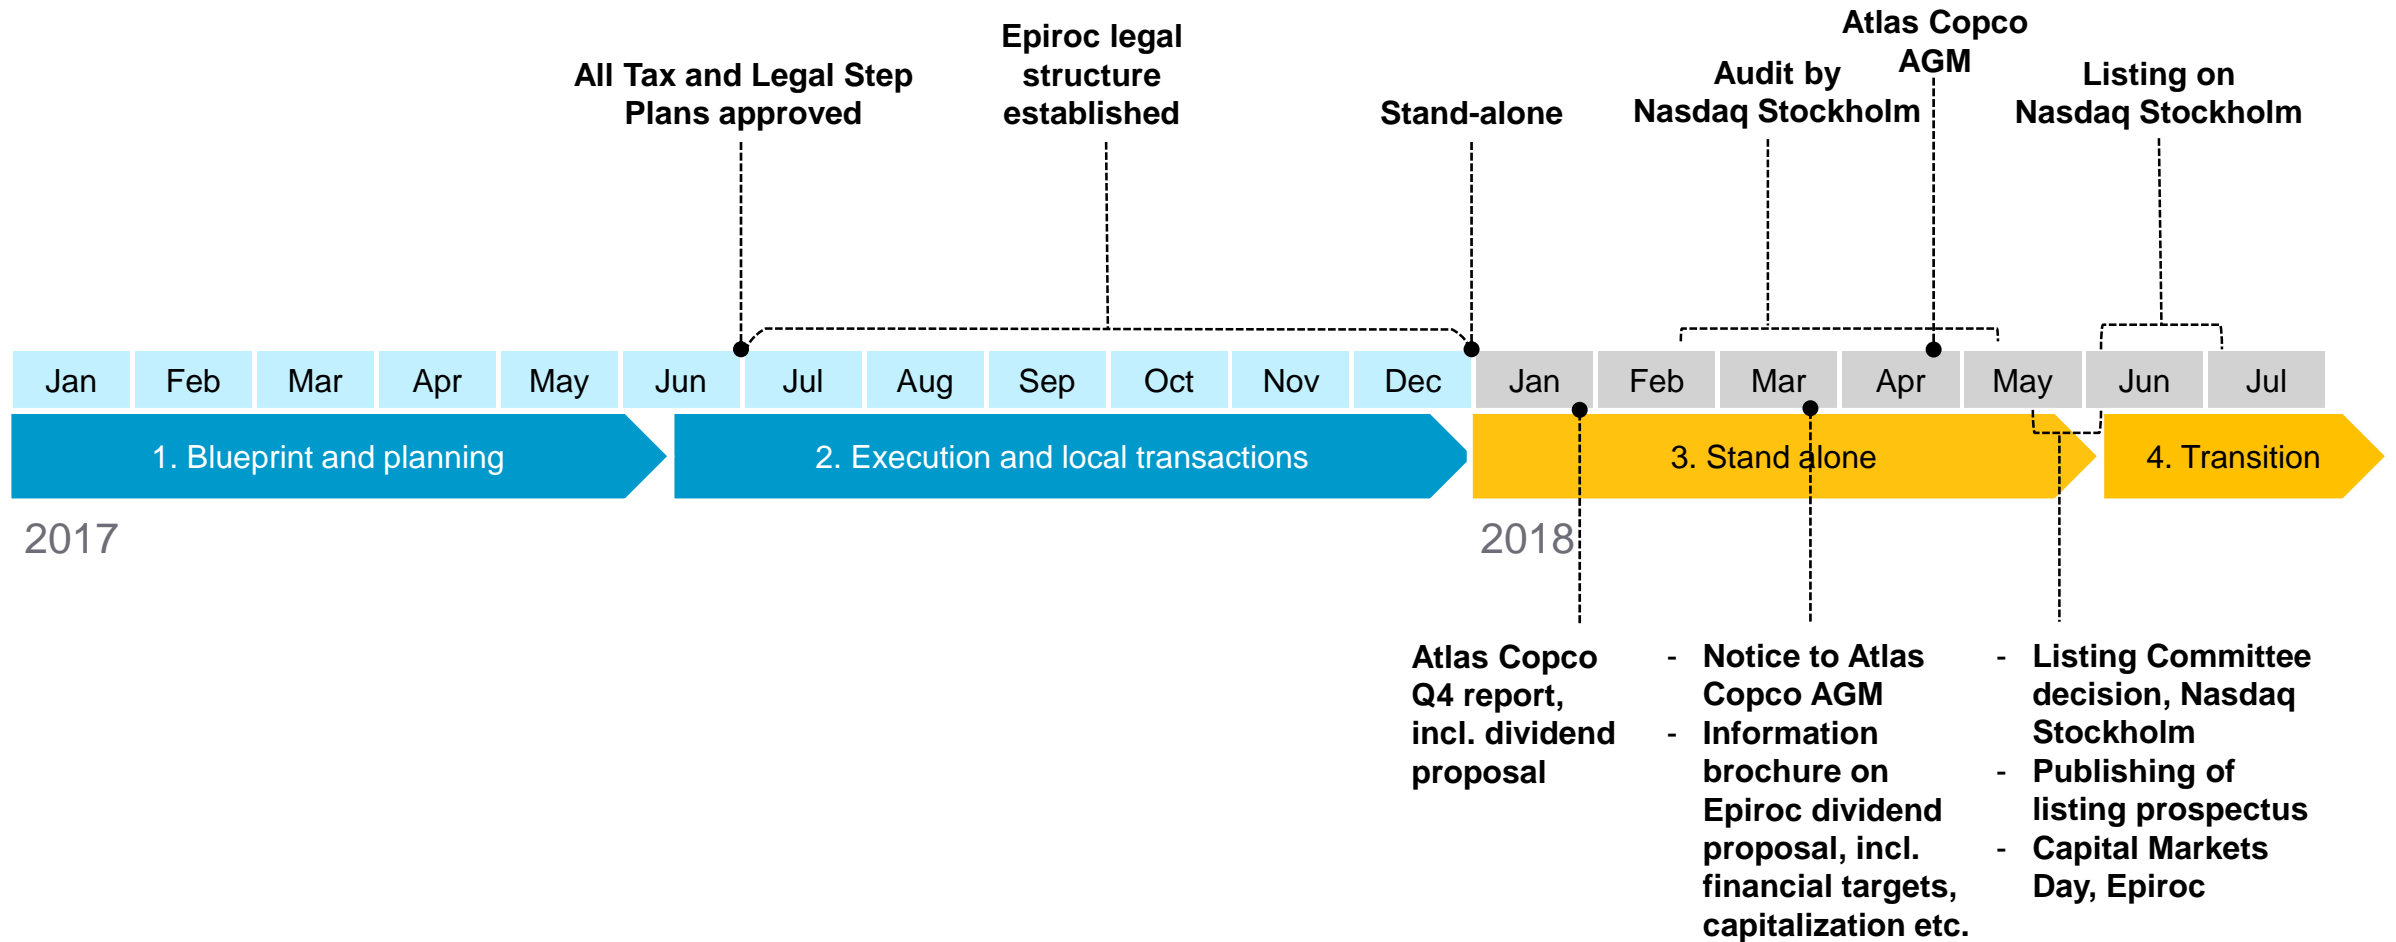 All Tax and Legal Step
Plans approved
Epiroc legal
structure
established
Stand-alone
Audit by
Nasdaq Stockholm
Atlas Copco
AGM
Listing on
Nasdaq Stockholm
Jan Feb Mar Apr May Jun Jul Aug Sep Oct Nov Dec Jan Feb Mar Apr May Jun Jul
1. Blueprint and planning
2. Execution and local transactions
3. Stand alone
4. Transition
2017
2018
Atlas Copco
Q4 report,
incl. dividend
proposal
- Notice to Atlas
Copco AGM
- Information
brochure on
Epiroc dividend
proposal, incl.
financial targets,
capitalization etc.
- Listing Committee
decision, Nasdaq
Stockholm
- Publishing of
listing prospectus
- Capital Markets
Day, Epiroc